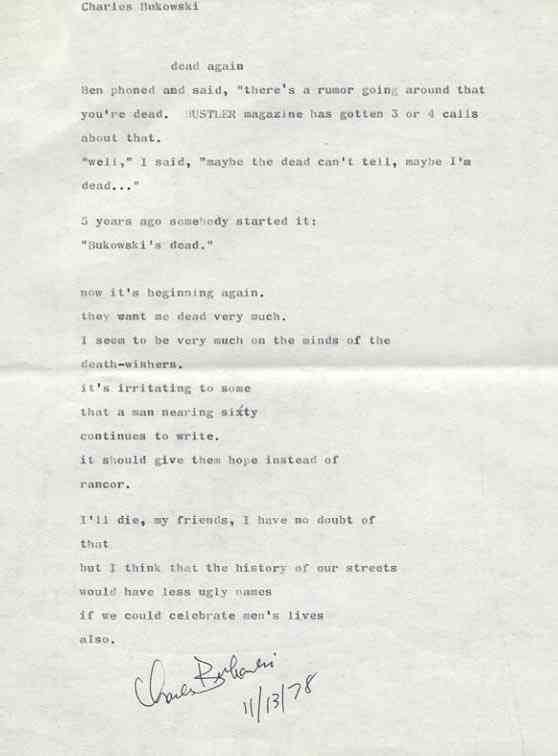 Charles Bukowski
dead again
Ben phoned and said, "there's a rumor going around that
you're dead. HUSTLER magazine has gotten 3 or 4 calls
about that.
"well," I said, "maybe the dead can't tell, maybe I'm
dead..."
5 years ago somebody started it:
"Bukowski's dead."
now it's beginning again.
they want me dead very much.
I seem to be very much on the minds of the
death-wishers.
it's irritating to some
that a man nearing sixty
continues to write.
it should give them hope instead of
rancor.
I'll die, my friends, I have no doubt of
that
but I think that the history of our streets
would have less ugly names
if we could celebrate men's lives
also.
Charles Bukowski
11/13/78